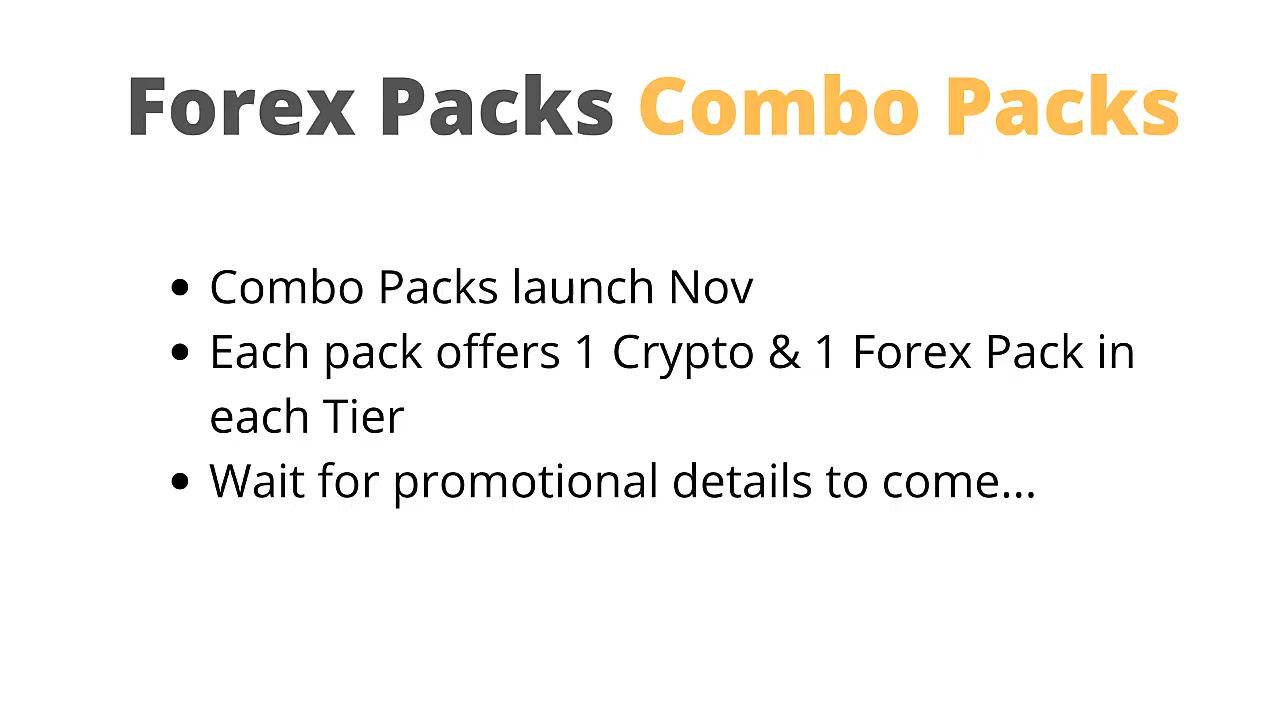 Forex Packs Combo Packs
• Combo Packs launch Nov
• Each pack offers 1 Crypto & 1 Forex Pack in
each Tier
• Wait for promotional details to come...